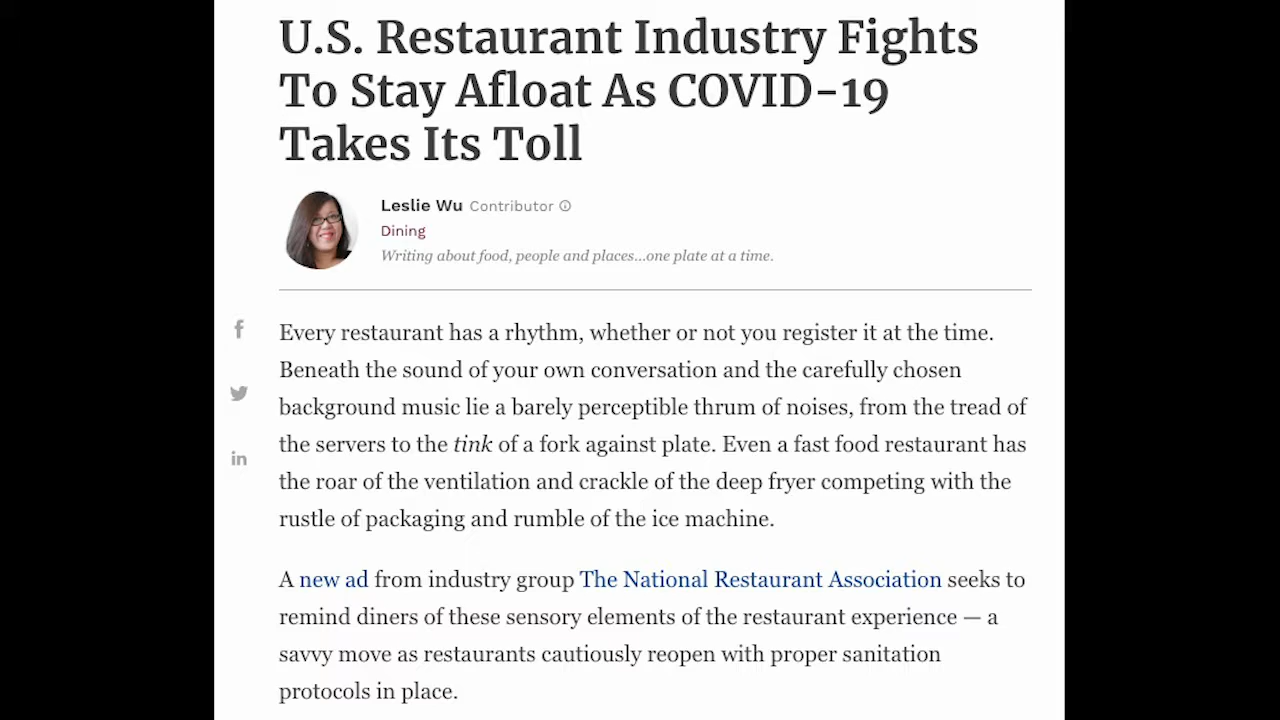 U.S. Restaurant Industry Fights
To Stay Afloat As COVID-19
Takes Its Toll
Leslie Wu Contributor
Dining
Writing about food, people and places...one plate at a time.
Every restaurant has a rhythm, whether or not you register it at the time.
Beneath the sound of your own conversation and the carefully chosen
background music lie a barely perceptible thrum of noises, from the tread of
the servers to the tink of a fork against plate. Even a fast food restaurant has
the roar of the ventilation and crackle of the deep fryer competing with the
rustle of packaging and rumble of the ice machine.
A new ad from industry group The National Restaurant Association seeks to
remind diners of these sensory elements of the restaurant experience — a
savvy move as restaurants cautiously reopen with proper sanitation
protocols in place.